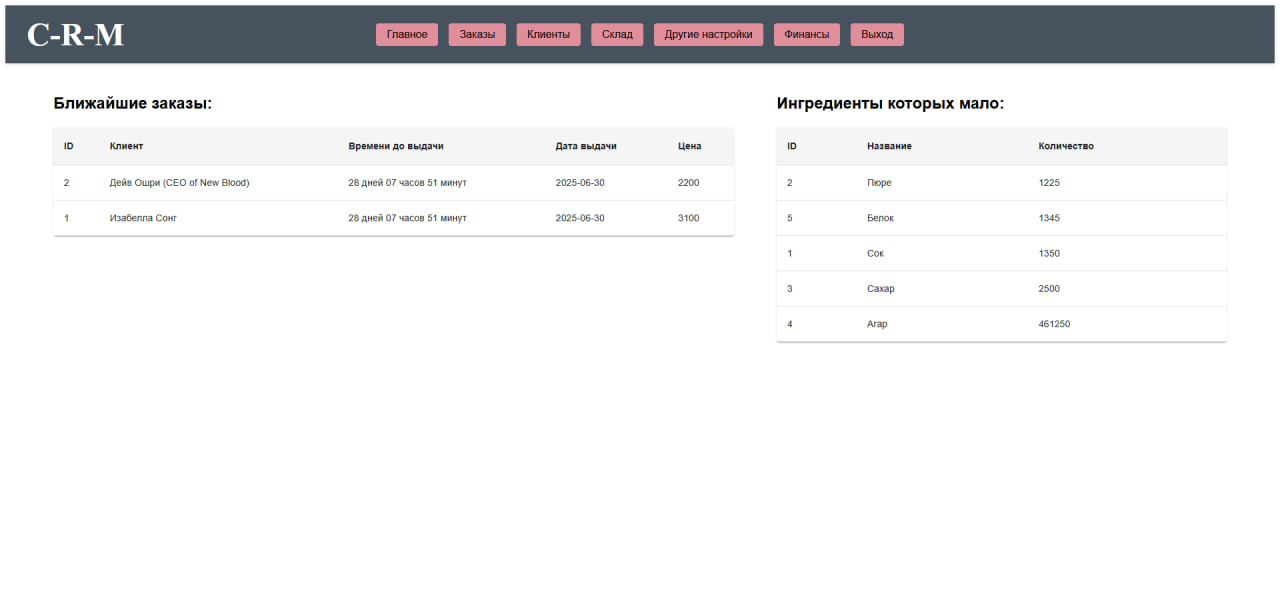 C-R-M
Главное Заказы Клиенты Склад Другие настройки Финансы Выход
Ближайшие заказы:
ID Клиент Времени до выдачи Дата выдачи Цена
2 Дейв Ошри (CEO of New Blood) 28 дней 07 часов 51 минут 2025-06-30 2200
1 Изабелла Сонг 28 дней 07 часов 51 минут 2025-06-30 3100
Ингредиенты которых мало:
ID Название Количество
2 Пюре 1225
5 Белок 1345
1 Сок 1350
3 Сахар 2500
4 Агар 461250